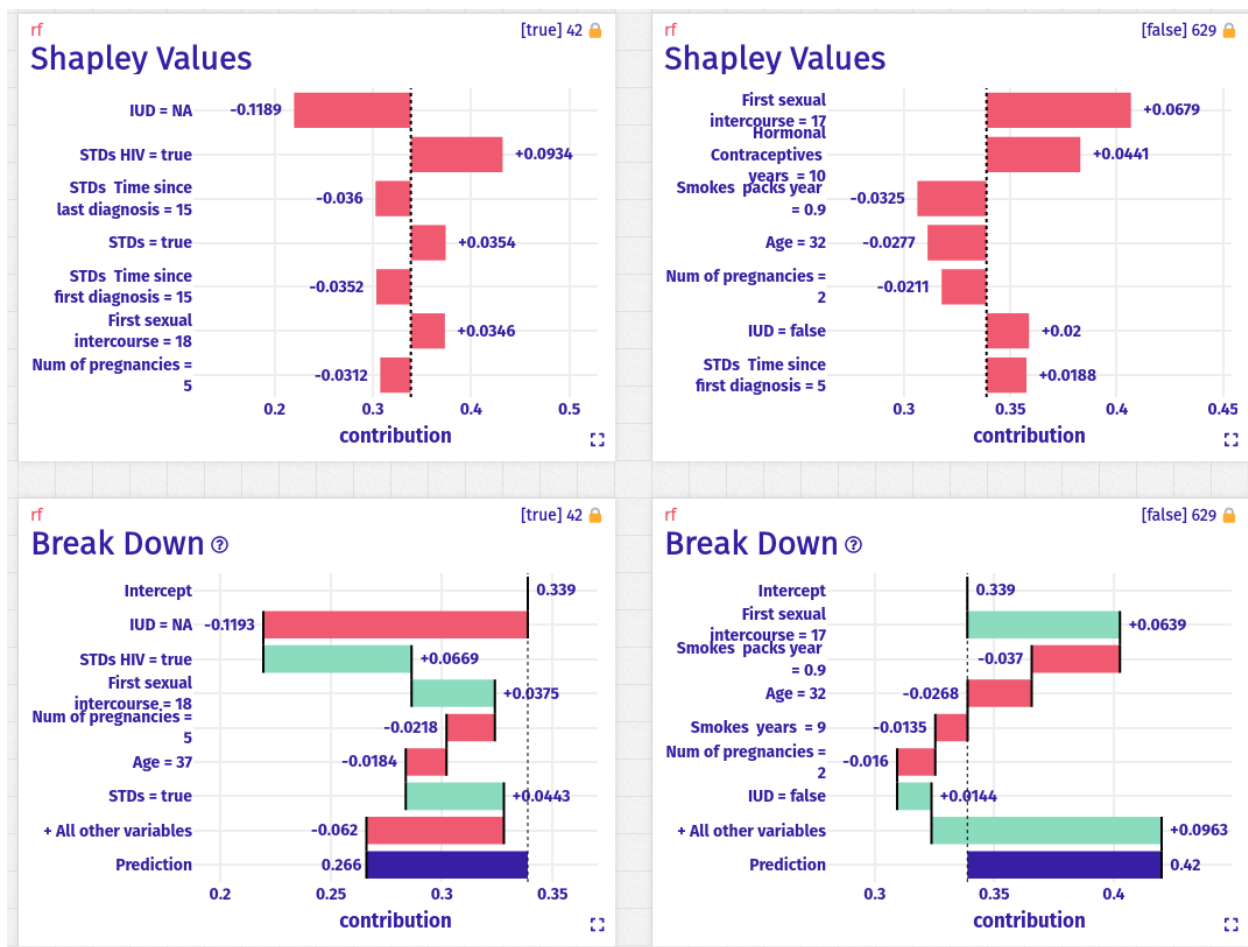 rf
[true] 42
Shapley Values
IUD = NA
-0.1189
STDs HIV = true
+0.0934
STDs Time since
last diagnosis = 15
-0.036
STDs = true
+0.0354
STDs Time since
first diagnosis = 15
-0.0352
First sexual
intercourse = 18
+0.0346
Num of pregnancies =
5
-0.0312
0.2 0.3 0.4 0.5
contribution
rf
[false] 629
Shapley Values
First sexual
intercourse = 17
+0.0679
Hormonal
Contraceptives
years = 10
+0.0441
Smokes packs year
= 0.9
-0.0325
Age = 32
-0.0277
Num of pregnancies =
2
-0.0211
IUD = false
+0.02
STDs Time since
first diagnosis = 5
+0.0188
0.3 0.35 0.4 0.45
contribution
rf
[true] 42
Break Down ?
Intercept
0.339
IUD = NA
-0.1193
STDs HIV = true
+0.0669
First sexual
intercourse = 18
+0.0375
Num of pregnancies =
5
-0.0218
Age = 37
-0.0184
STDs = true
+0.0443
+ All other variables
-0.062
Prediction
0.266
0.2 0.25 0.3 0.35
contribution
rf
[false] 629
Break Down ?
Intercept
0.339
First sexual
intercourse = 17
+0.0639
Smokes packs year
= 0.9
-0.037
Age = 32
-0.0268
Smokes years = 9
-0.0135
Num of pregnancies =
2
-0.016
IUD = false
+0.0144
+ All other variables
+0.0963
Prediction
0.42
0.3 0.35 0.4
contribution